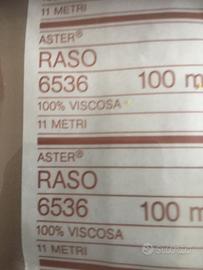 11 METRI
ASTER®
RASO
6536 100 m
100% VISCOSA
11 METRI
ASTER®
RASO
6536 100 m
100% VISCOSA
11 METRI